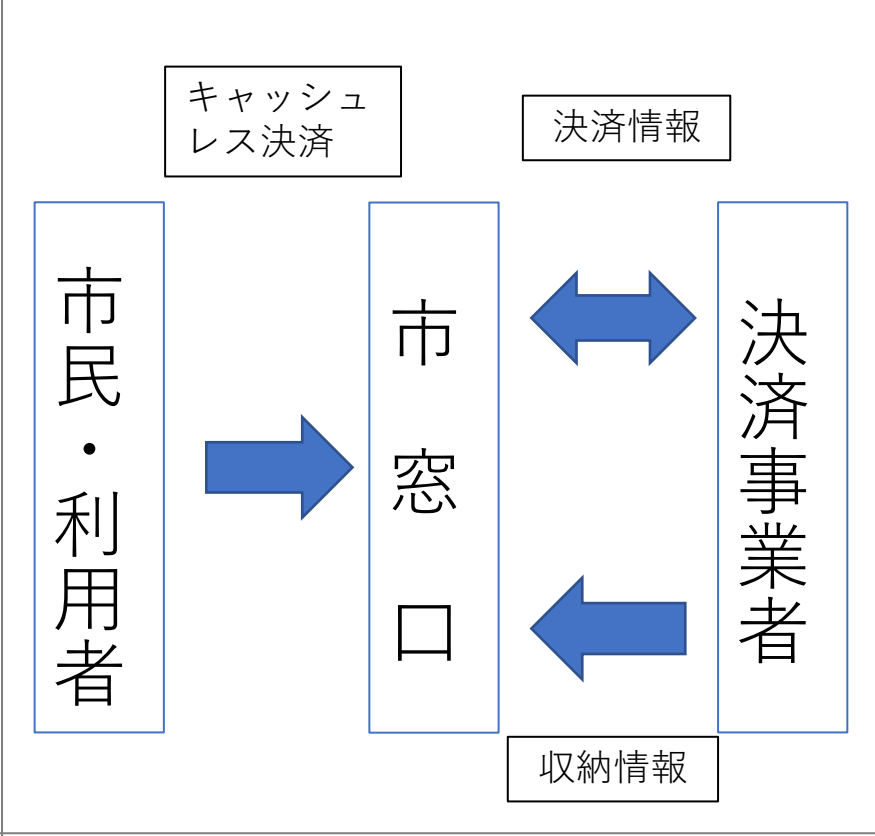 キャッシュ
レス決済
決済情報
市民・利用者
市窓口
決済事業者
収納情報